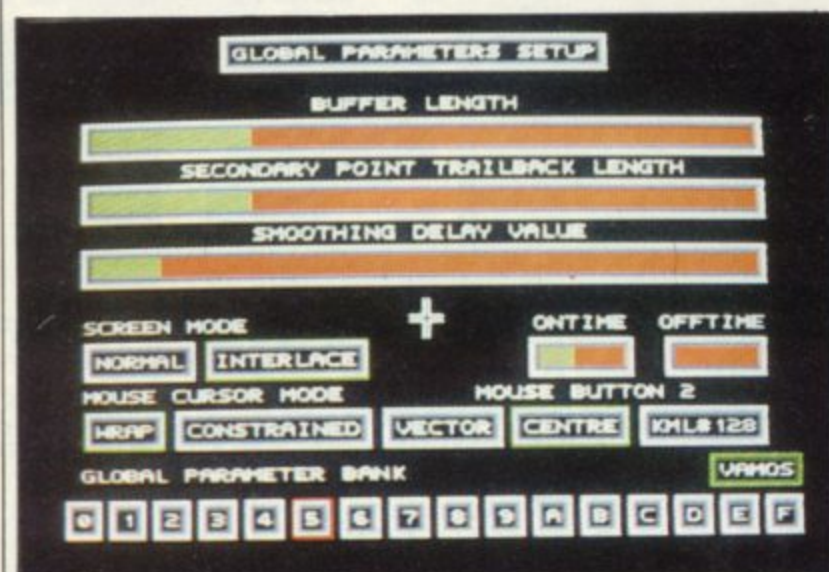 GLOBAL PARAMETERS SETUP
BUFFER LENGTH
SECONDARY POINT TRAILBACK LENGTH
SMOOTHING DELAY VALUE
SCREEN MODE ONTIME OFFTIME
NORMAL INTERLACE
MOUSE CURSOR MODE MOUSE BUTTON 2
WRAP CONSTRAINED VECTOR CENTRE KML#128
GLOBAL PARAMETER BANK VAMOS
0 1 2 3 4 5 6 7 8 9 A B C D E F